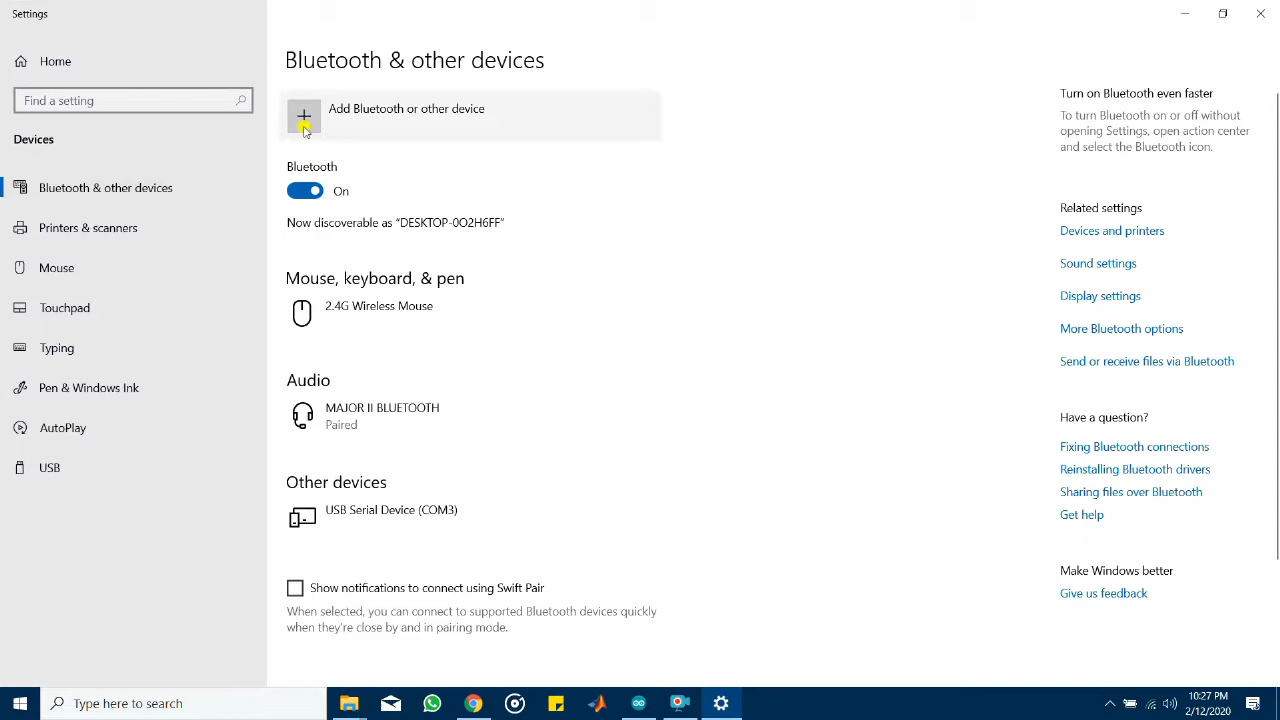 Settings
Home
Find a setting
Devices
Bluetooth & other devices
Printers & scanners
Mouse
Touchpad
Typing
Pen & Windows Ink
AutoPlay
USB
Bluetooth & other devices
Add Bluetooth or other device
Bluetooth
On
Now discoverable as “DESKTOP-0O2H6FF”
Mouse, keyboard, & pen
2.4G Wireless Mouse
Audio
MAJOR II BLUETOOTH
Paired
Other devices
USB Serial Device (COM3)
Show notifications to connect using Swift Pair
When selected, you can connect to supported Bluetooth devices quickly
when they're close by and in pairing mode.
Turn on Bluetooth even faster
To turn Bluetooth on or off without
opening Settings, open action center
and select the Bluetooth icon.
Related settings
Devices and printers
Sound settings
Display settings
More Bluetooth options
Send or receive files via Bluetooth
Have a question?
Fixing Bluetooth connections
Reinstalling Bluetooth drivers
Sharing files over Bluetooth
Get help
Make Windows better
Give us feedback
Type here to search
10:27 PM
2/12/2020